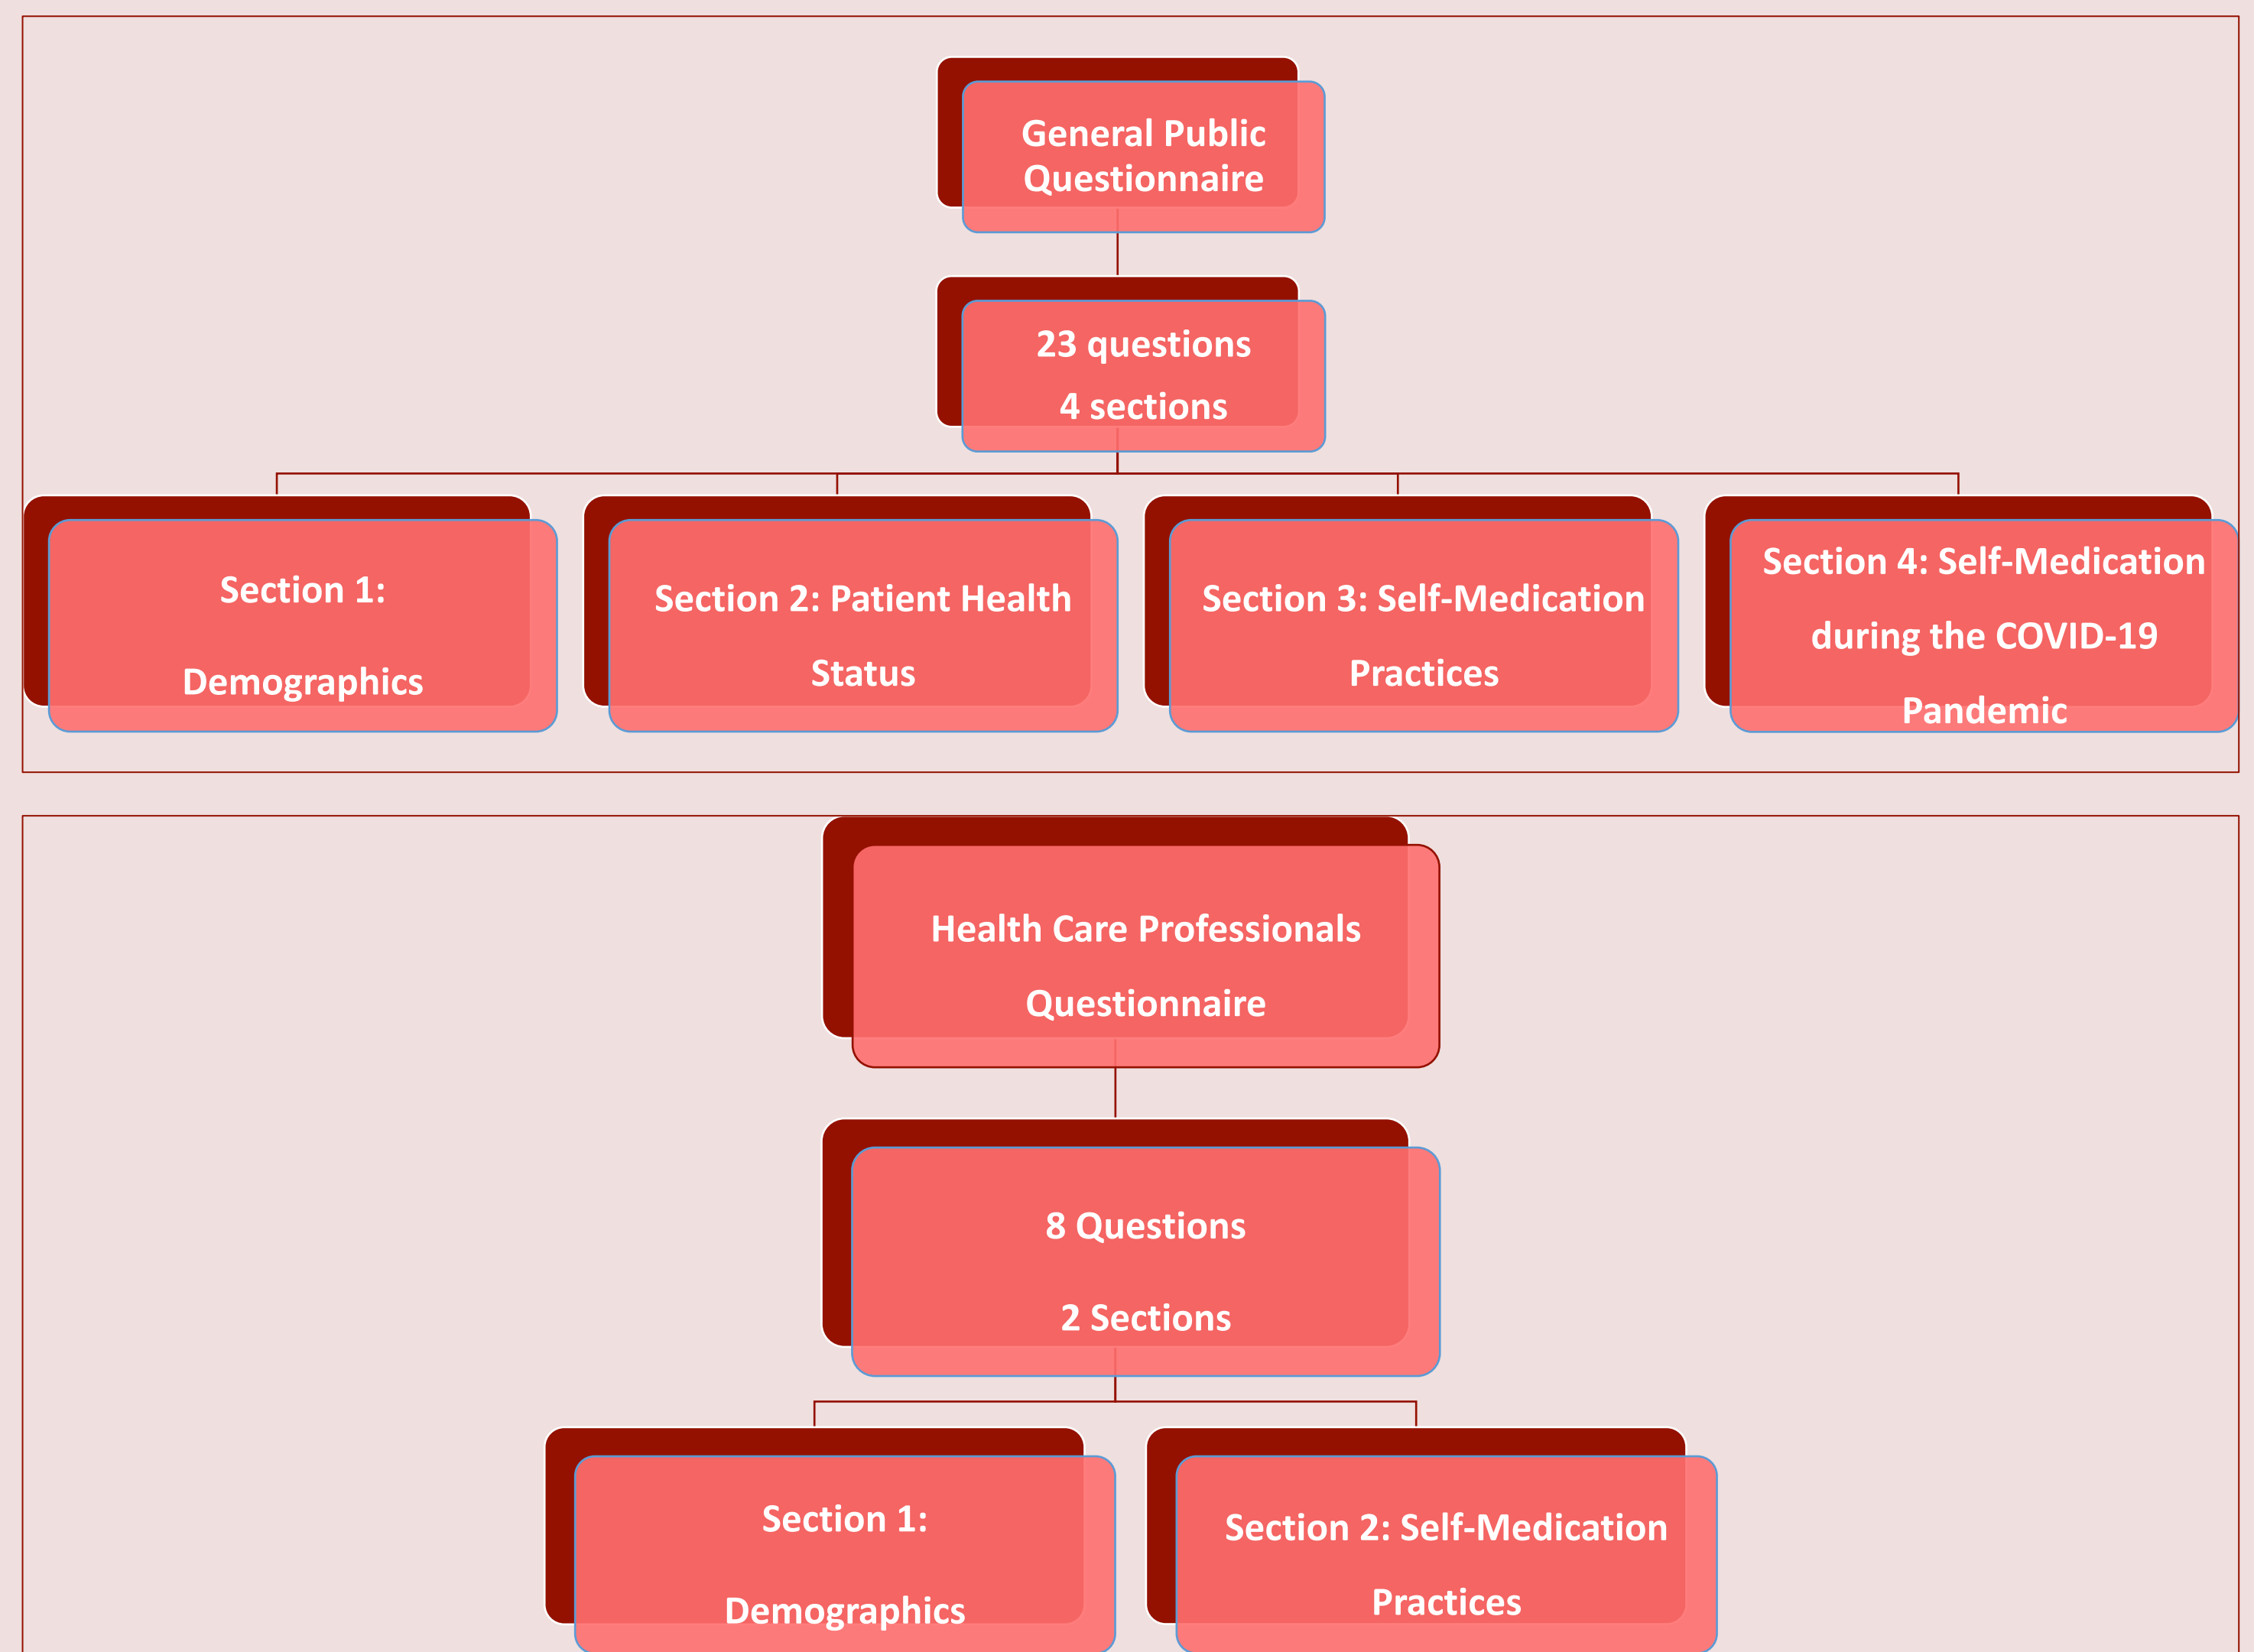 General Public
Questionnaire
23 questions
4 sections
Section 1:
Demographics
Section 2: Patient Health
Status
Section 3: Self-Medication
Practices
Section 4: Self-Medication
during the COVID-19
Pandemic
Health Care Professionals
Questionnaire
8 Questions
2 Sections
Section 1:
Demographics
Section 2: Self-Medication
Practices